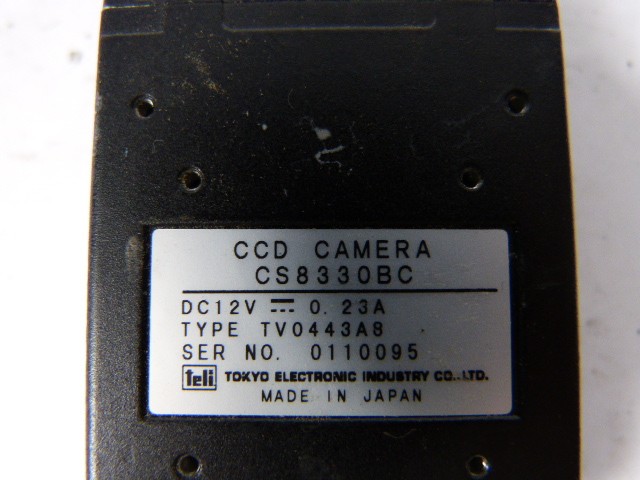 CCD CAMERA
CS8330BC
DC12V ⎓ 0.23A
TYPE TV0443A8
SER NO. 0110095
teli TOKYO ELECTRONIC INDUSTRY CO.,LTD.
MADE IN JAPAN